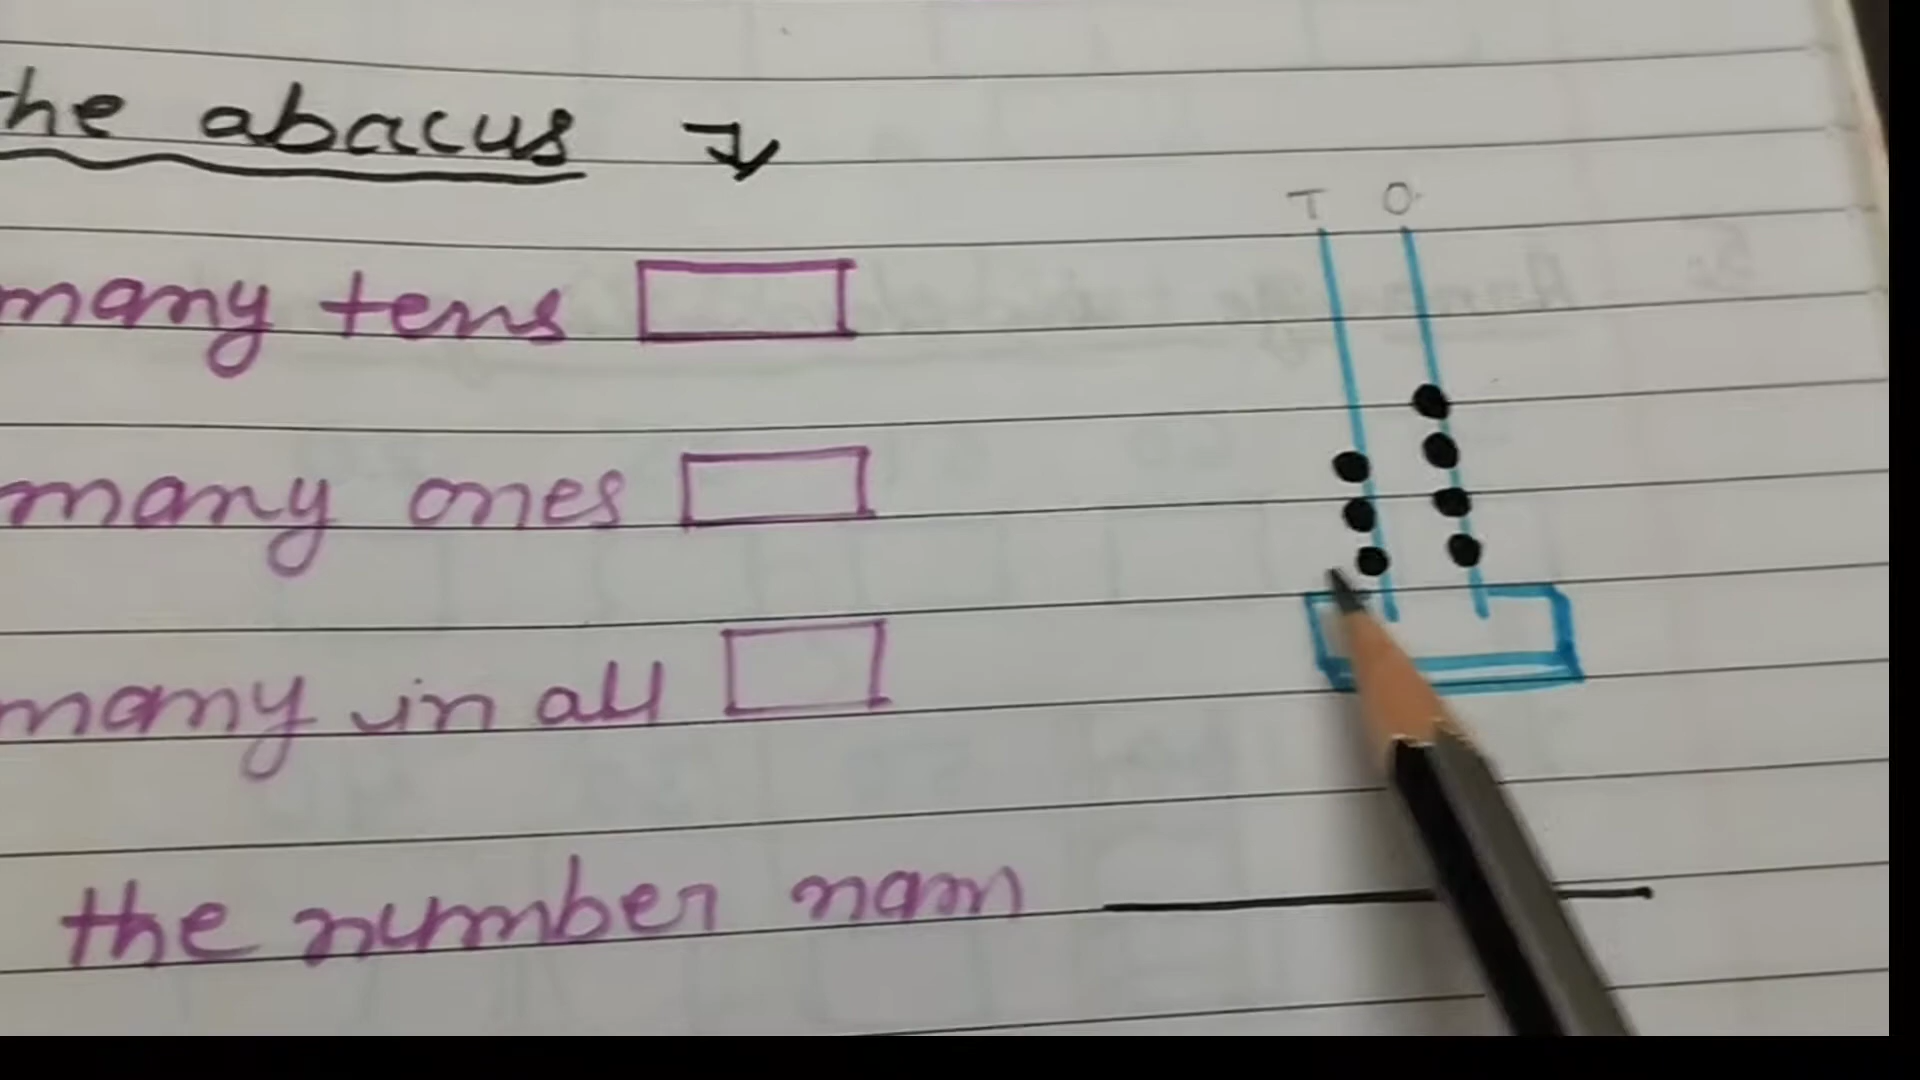 he abacus
T O
many tens
many ones
many in all
the number nam